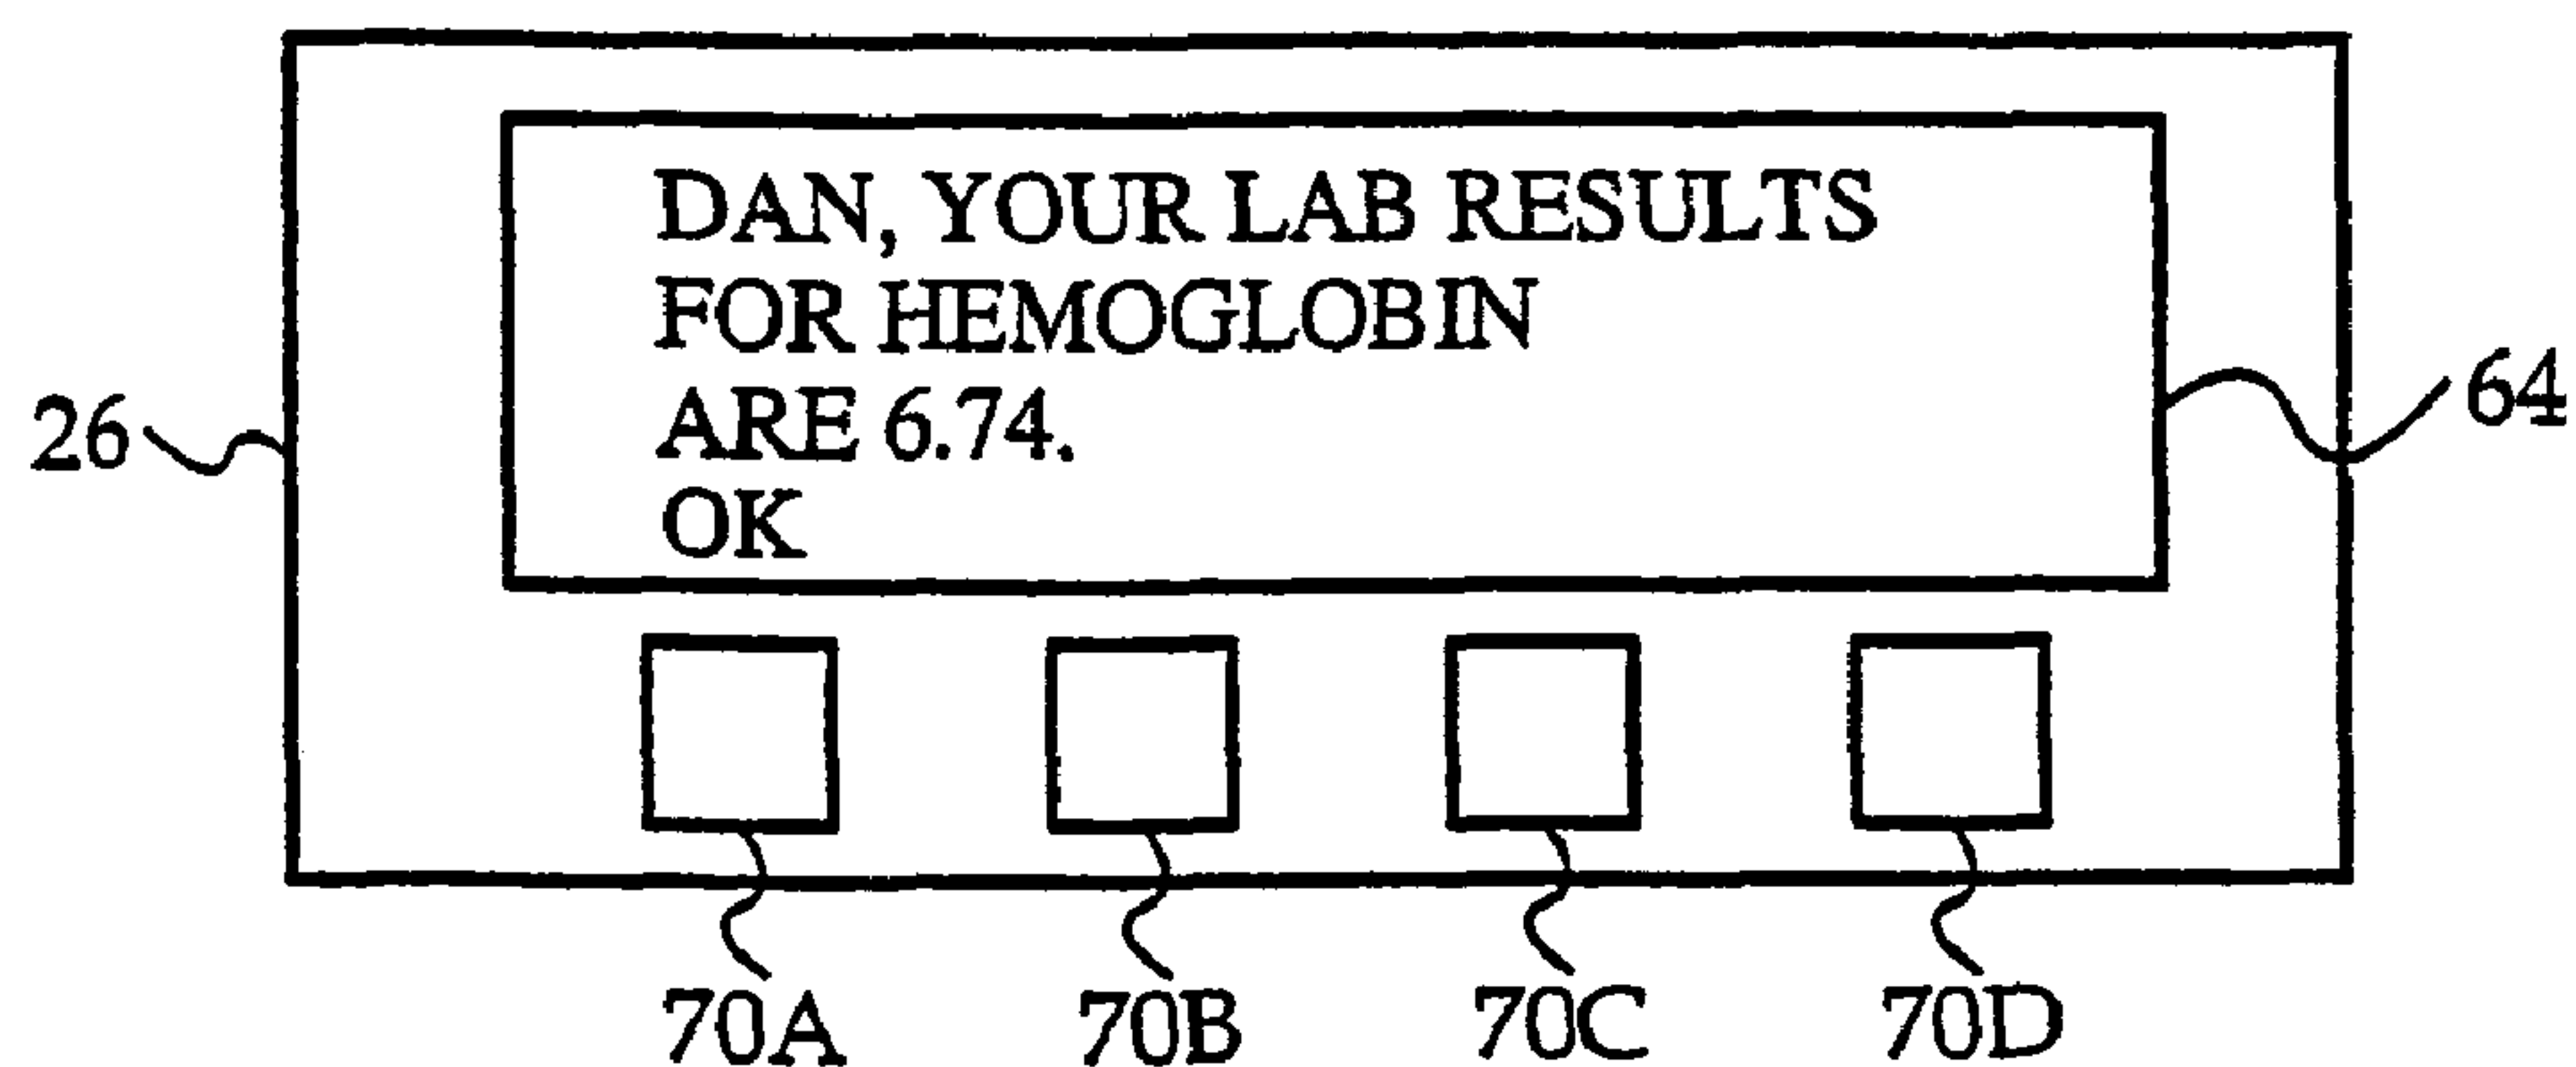 DAN, YOUR LAB RESULTS
FOR HEMOGLOBIN
ARE 6.74.
OK
26
64
70A 70B 70C 70D